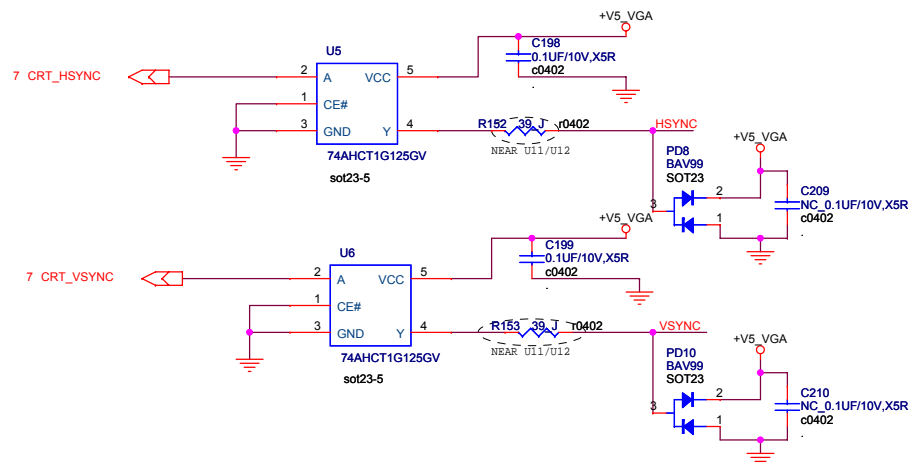 +V5_VGA
U5
C198
0.1UF/10V,X5R
c0402
.
7 CRT_HSYNC
2 A VCC 5
1 CE#
3 GND Y 4
74AHCT1G125GV
sot23-5
R152 39 J r0402
NEAR U11/U12
HSYNC
PD8
BAV99
SOT23
+V5_VGA
3
2
1
C209
NC_0.1UF/10V,X5R
c0402
.
+V5_VGA
U6
C199
0.1UF/10V,X5R
c0402
.
7 CRT_VSYNC
2 A VCC 5
1 CE#
3 GND Y 4
74AHCT1G125GV
sot23-5
R153 39 J r0402
NEAR U11/U12
VSYNC
PD10
BAV99
SOT23
+V5_VGA
3
2
1
C210
NC_0.1UF/10V,X5R
c0402
.